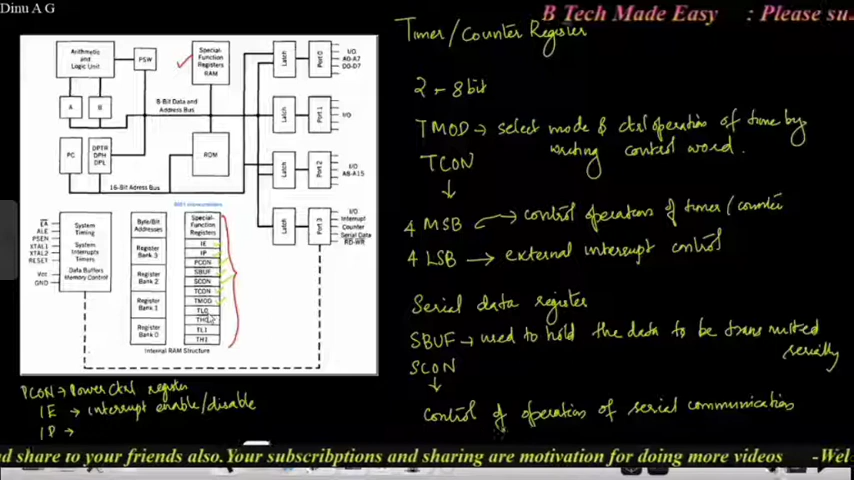 Dinu A G
B Tech Made Easy : Please su
Timer/Counter Register
2 - 8bit
TMOD → select mode & ctrl operation of time by
writing control word.
TCON
↓
4 MSB → control operations of timer/counter
4 LSB → external interrupt control
Serial data register
SBUF → used to hold the data to be transmitted
serially
SCON
↓
control of operation of serial communication
Arithmetic
and
Logic Unit
PSW
Special-
Function
Registers
RAM
A
B
8-Bit Data and
Address Bus
PC
DPTR
DPH
DPL
ROM
16-Bit Adress Bus
Latch
Port 0
I/O
A0-A7
D0-D7
Latch
Port 1
I/O
Latch
Port 2
I/O
A8-A15
Latch
Port 3
I/O
Interrupt
Counter
Serial Data
RD-WR
EA
ALE
PSEN
XTAL1
XTAL2
RESET
Vcc
GND
System
Timing
System
Interrupts
Timers
Data Buffers
Memory Control
Byte/Bit
Addresses
Register
Bank 3
Register
Bank 2
Register
Bank 1
Register
Bank 0
Special-
Function
Registers
IE
IP
PCON
SBUF
SCON
TCON
TMOD
TL0
TH0
TL1
TH1
Internal RAM Structure
PCON → Power Ctrl register
IE → interrupt enable/disable
IP →
nd share to your friends also.Your subscribptions and sharing are motivation for doing more videos -Wel